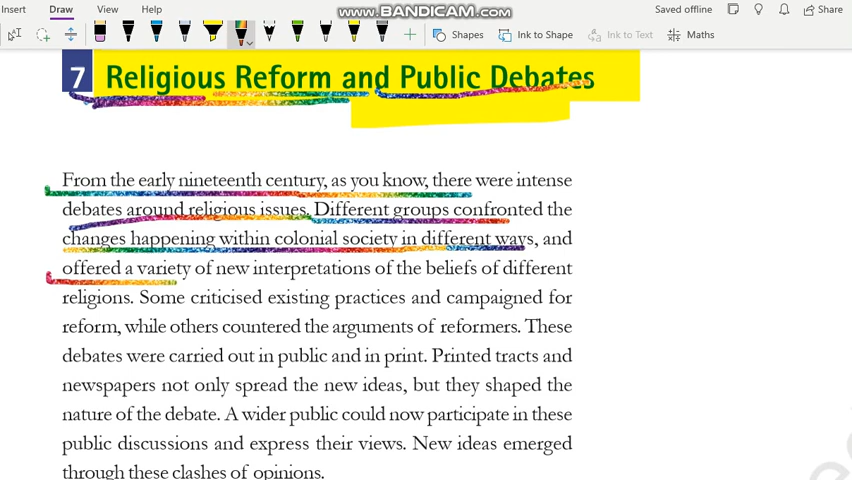 www.BANDICAM.com
Insert Draw View Help Saved offline Share
Shapes Ink to Shape Ink to Text Maths
7 Religious Reform and Public Debates
From the early nineteenth century, as you know, there were intense
debates around religious issues. Different groups confronted the
changes happening within colonial society in different ways, and
offered a variety of new interpretations of the beliefs of different
religions. Some criticised existing practices and campaigned for
reform, while others countered the arguments of reformers. These
debates were carried out in public and in print. Printed tracts and
newspapers not only spread the new ideas, but they shaped the
nature of the debate. A wider public could now participate in these
public discussions and express their views. New ideas emerged
through these clashes of opinions.